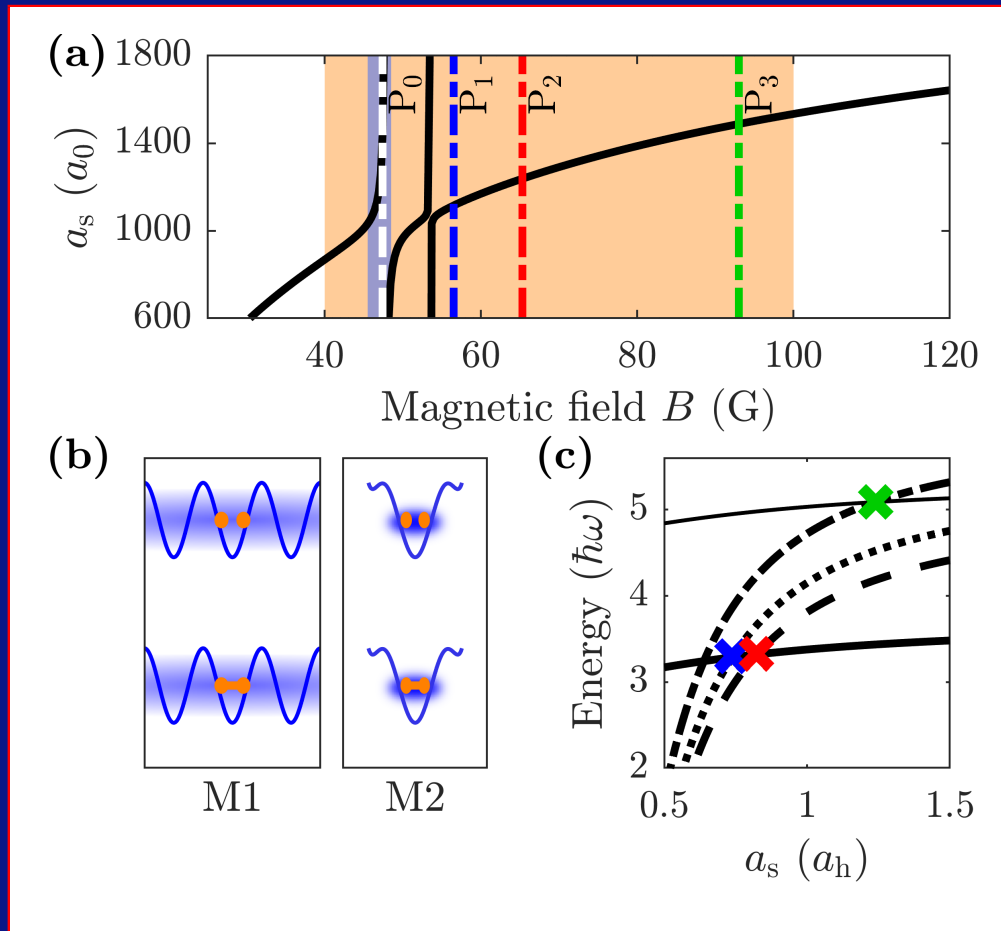 (a)
1800
1400
1000
600
a_s (a_0)
P_0
P_1
P_2
P_3
40
60
80
100
120
Magnetic field B (G)
(b)
M1
M2
(c)
5
4
3
2
Energy (ħω)
0.5
1
1.5
a_s (a_h)